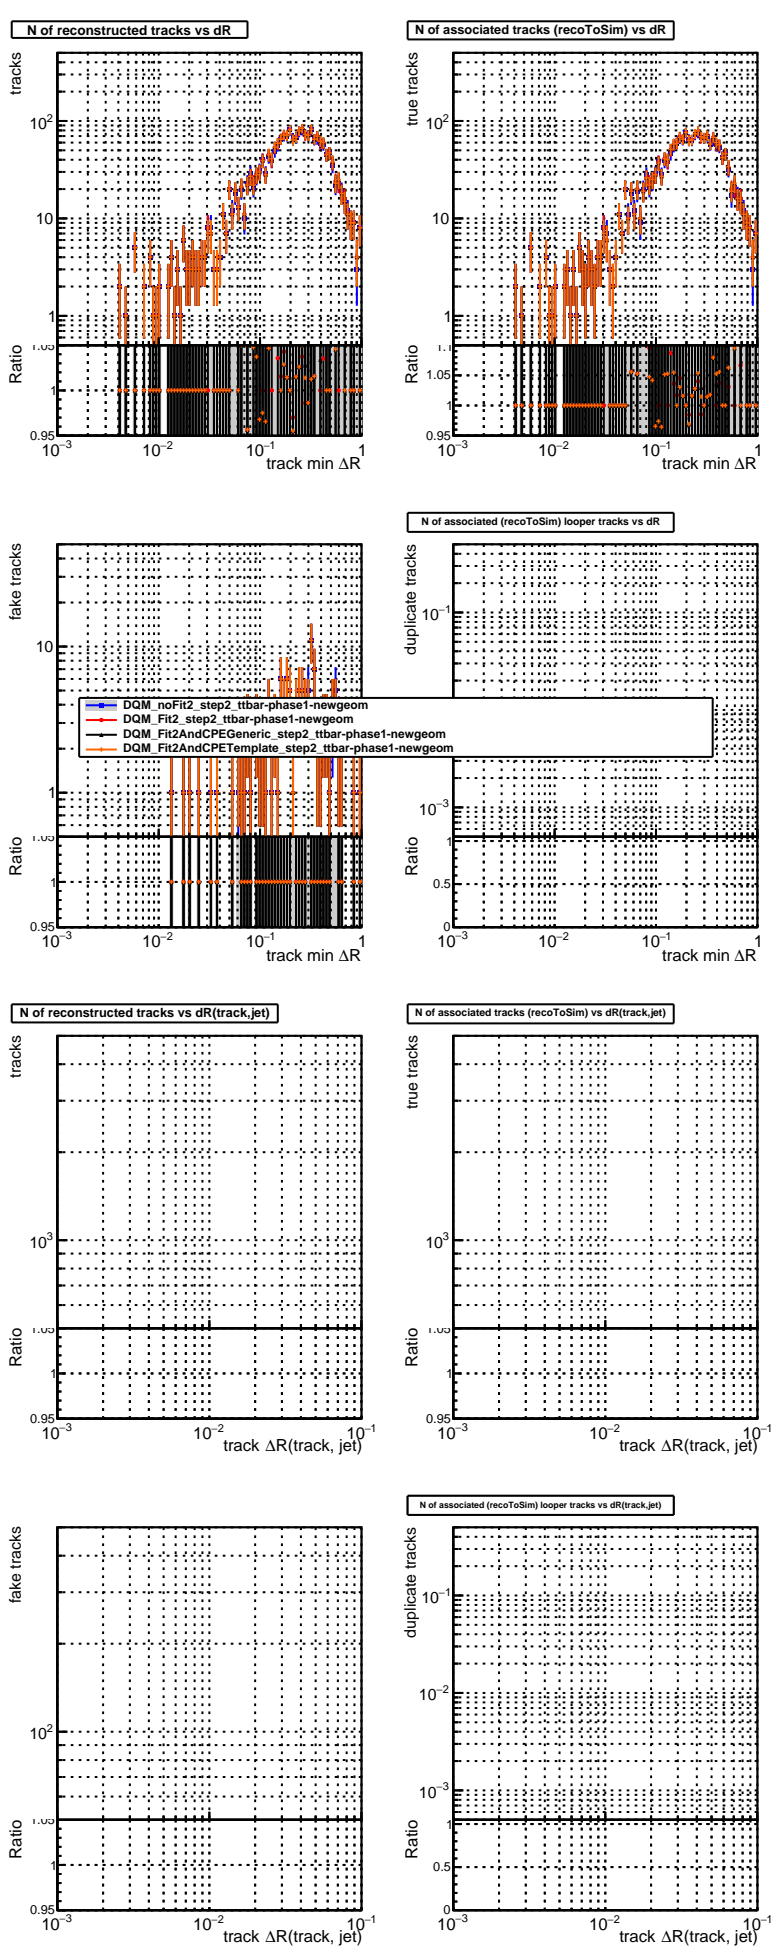 N of reconstructed tracks vs dR
tracks
10²
10
1
1.05
Ratio
1
0.95
10⁻³
10⁻²
10⁻¹
1
track min ΔR
N of associated tracks (recoToSim) vs dR
true tracks
10²
10
1
1.1
Ratio
1.05
1
0.95
10⁻³
10⁻²
10⁻¹
1
track min ΔR
fake tracks
10
1
1.05
Ratio
1
0.95
10⁻³
10⁻²
10⁻¹
1
track min ΔR
N of associated (recoToSim) looper tracks vs dR
duplicate tracks
10⁻¹
10⁻³
1
Ratio
0.5
0
10⁻³
10⁻²
10⁻¹
1
track min ΔR
DQM_noFit2_step2_ttbar-phase1-newgeom
DQM_Fit2_step2_ttbar-phase1-newgeom
DQM_Fit2AndCPEGeneric_step2_ttbar-phase1-newgeom
DQM_Fit2AndCPETemplate_step2_ttbar-phase1-newgeom
N of reconstructed tracks vs dR(track,jet)
tracks
10³
1.05
Ratio
1
0.95
10⁻³
10⁻²
10⁻¹
track ΔR(track, jet)
N of associated tracks (recoToSim) vs dR(track,jet)
true tracks
10³
1.05
Ratio
1
0.95
10⁻³
10⁻²
10⁻¹
track ΔR(track, jet)
fake tracks
10²
1.05
Ratio
1
0.95
10⁻³
10⁻²
10⁻¹
track ΔR(track, jet)
N of associated (recoToSim) looper tracks vs dR(track,jet)
duplicate tracks
10⁻¹
10⁻²
10⁻³
1
Ratio
0.5
0
10⁻³
10⁻²
10⁻¹
track ΔR(track, jet)